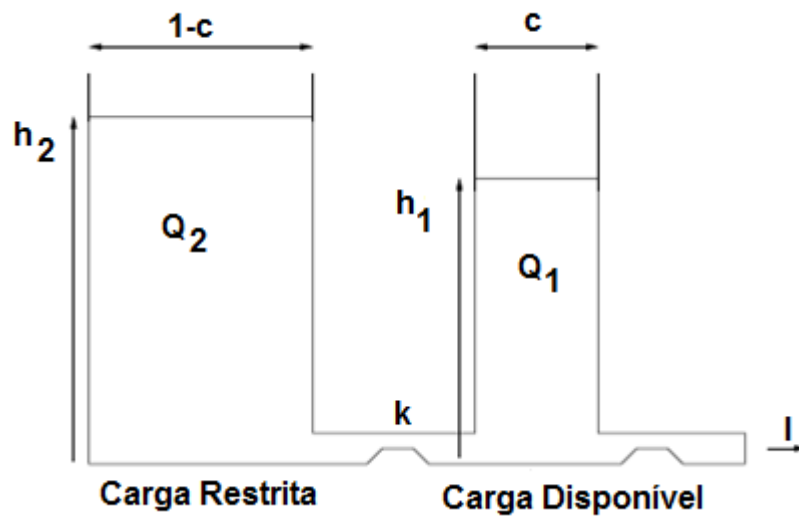 1-c
c
h2
h1
Q2
Q1
k
I
Carga Restrita
Carga Disponível